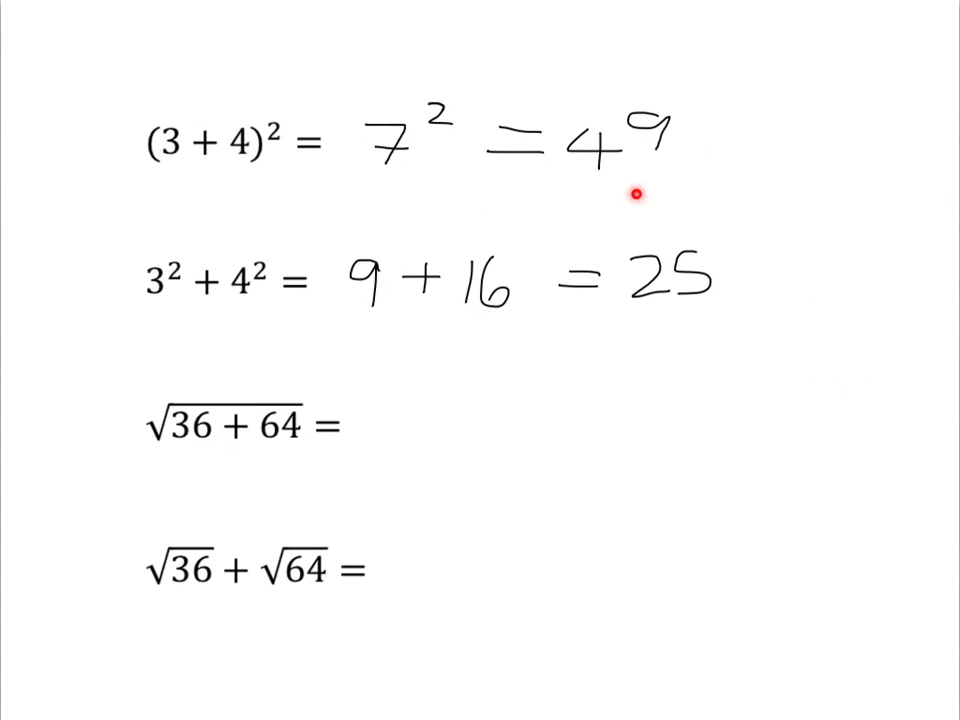 (3 + 4)² = 7² = 49
3² + 4² = 9 + 16 = 25
√36 + 64 =
√36 + √64 =